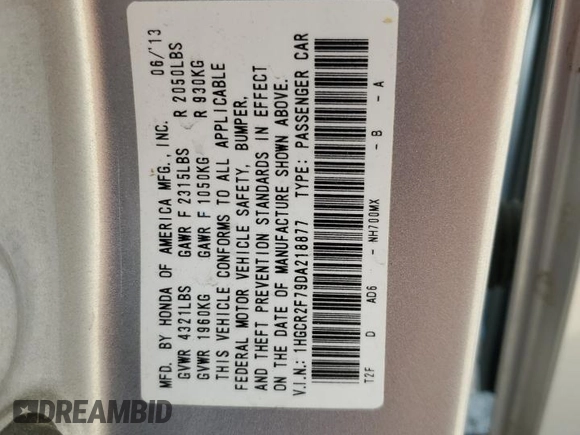 MFD. BY HONDA OF AMERICA MFG., INC. 06/'13
GVWR 4321LBS GAWR F 2315LBS R 2050LBS
GVWR 1960KG GAWR F 1050KG R 930KG
THIS VEHICLE CONFORMS TO ALL APPLICABLE
FEDERAL MOTOR VEHICLE SAFETY, BUMPER,
AND THEFT PREVENTION STANDARDS IN EFFECT
ON THE DATE OF MANUFACTURE SHOWN ABOVE.
V.I.N.: 1HGCR2F79DA218877 TYPE: PASSENGER CAR
T2F D AD6 - NH700MX - B - A
DREAMBID